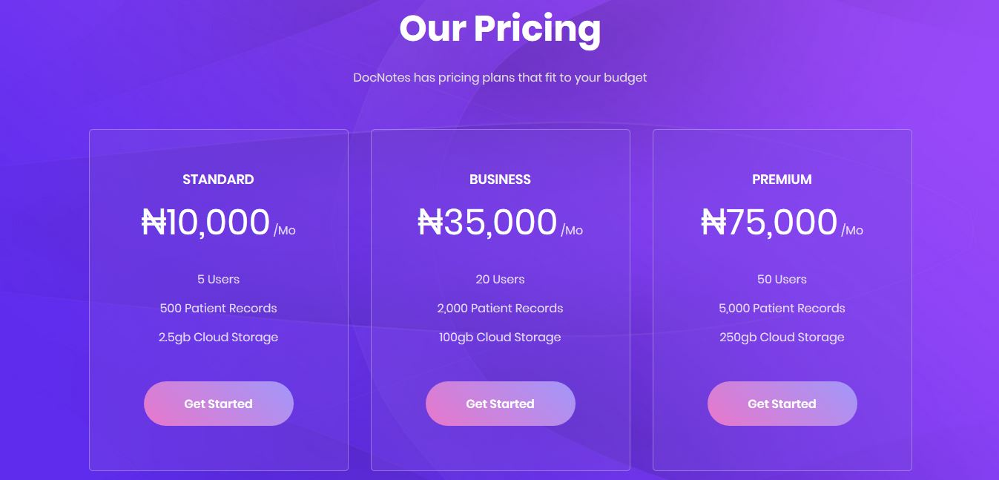 Our Pricing
DocNotes has pricing plans that fit to your budget
STANDARD
₦10,000 /Mo
5 Users
500 Patient Records
2.5gb Cloud Storage
Get Started
BUSINESS
₦35,000 /Mo
20 Users
2,000 Patient Records
100gb Cloud Storage
Get Started
PREMIUM
₦75,000 /Mo
50 Users
5,000 Patient Records
250gb Cloud Storage
Get Started